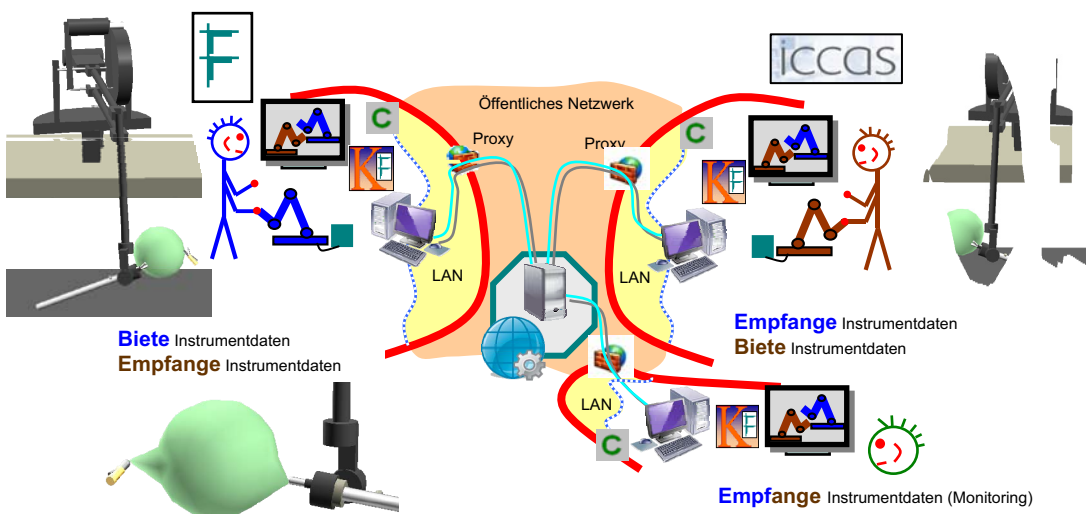 F
iccas
Öffentliches Netzwerk
C
C
Proxy
Proxy
K F
K F
LAN
LAN
Biete Instrumentdaten
Empfange Instrumentdaten
Empfange Instrumentdaten
Biete Instrumentdaten
LAN
C
K F
Empfange Instrumentdaten (Monitoring)